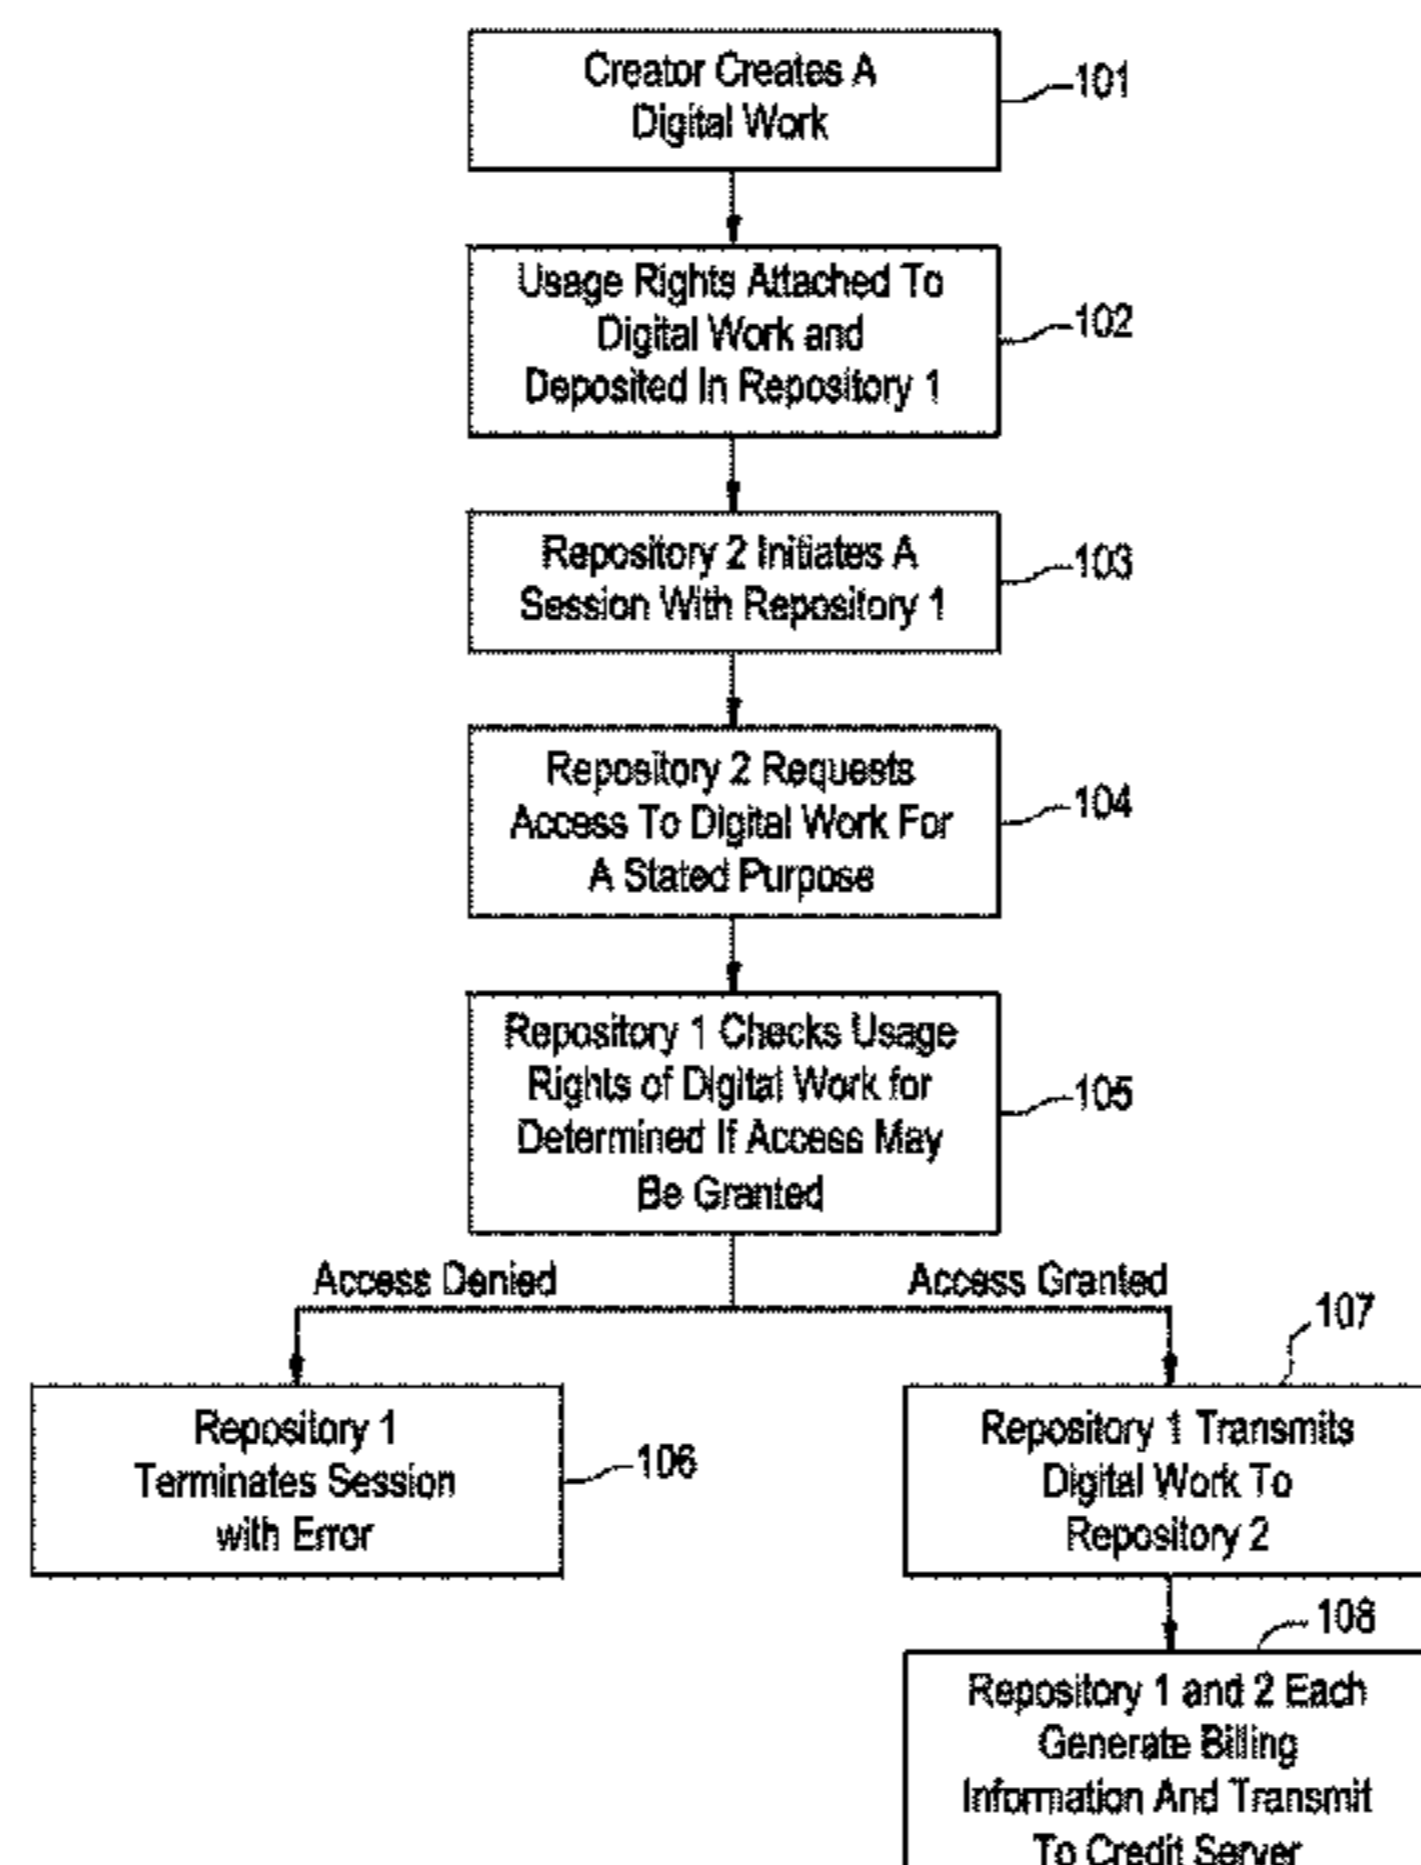 Creator Creates A
Digital Work
101
Usage Rights Attached To
Digital Work and
Deposited In Repository 1
102
Repository 2 Initiates A
Session With Repository 1
103
Repository 2 Requests
Access To Digital Work For
A Stated Purpose
104
Repository 1 Checks Usage
Rights of Digital Work for
Determined If Access May
Be Granted
105
Access Denied
Access Granted
Repository 1
Terminates Session
with Error
106
107
Repository 1 Transmits
Digital Work To
Repository 2
108
Repository 1 and 2 Each
Generate Billing
Information And Transmit
To Credit Server